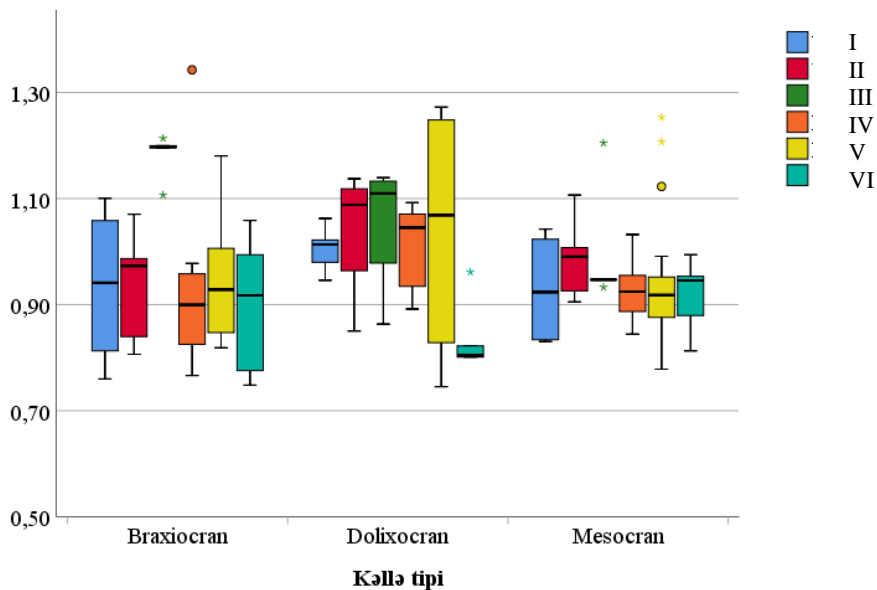 1,30
1,10
0,90
0,70
0,50
Braxiocran Dolixocran Mesocran
Kəllə tipi
I
II
III
IV
V
VI